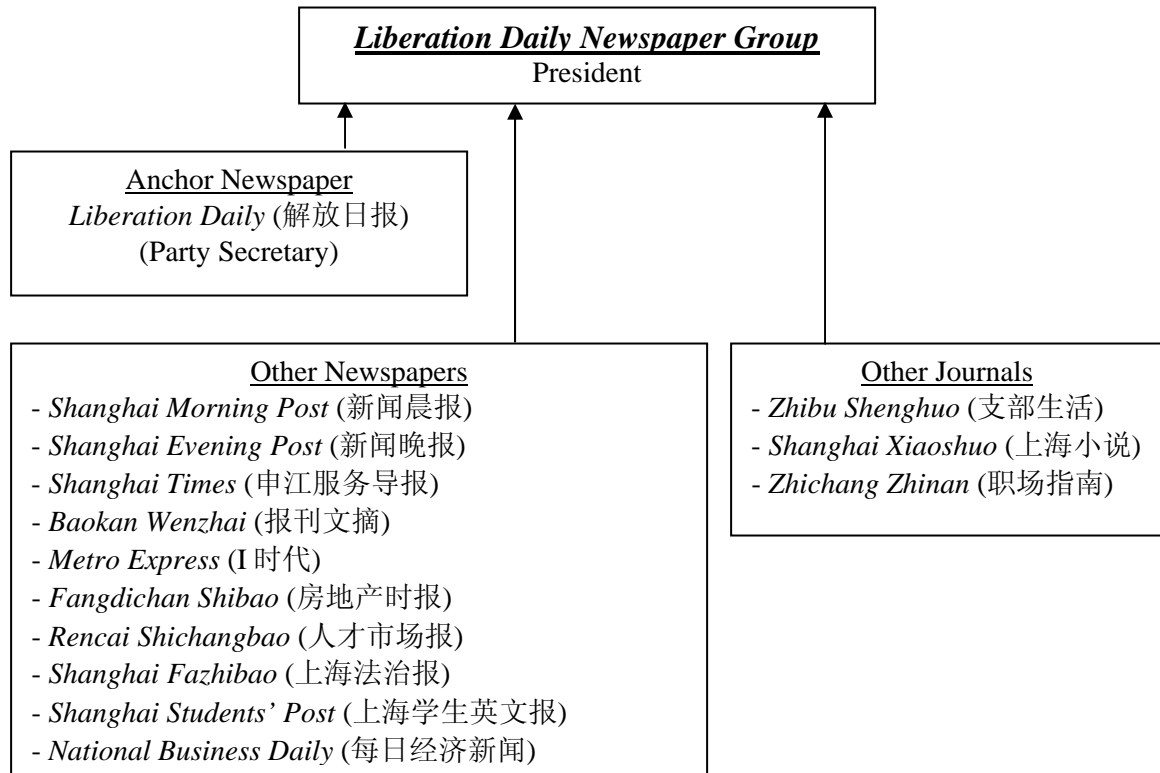 Liberation Daily Newspaper Group
President
Anchor Newspaper
Liberation Daily (解放日报)
(Party Secretary)
Other Newspapers
- Shanghai Morning Post (新闻晨报)
- Shanghai Evening Post (新闻晚报)
- Shanghai Times (申江服务导报)
- Baokan Wenzhai (报刊文摘)
- Metro Express (I 时代)
- Fangdichan Shibao (房地产时报)
- Rencai Shichangbao (人才市场报)
- Shanghai Fazhibao (上海法治报)
- Shanghai Students’ Post (上海学生英文报)
- National Business Daily (每日经济新闻)
Other Journals
- Zhibu Shenghuo (支部生活)
- Shanghai Xiaoshuo (上海小说)
- Zhichang Zhinan (职场指南)